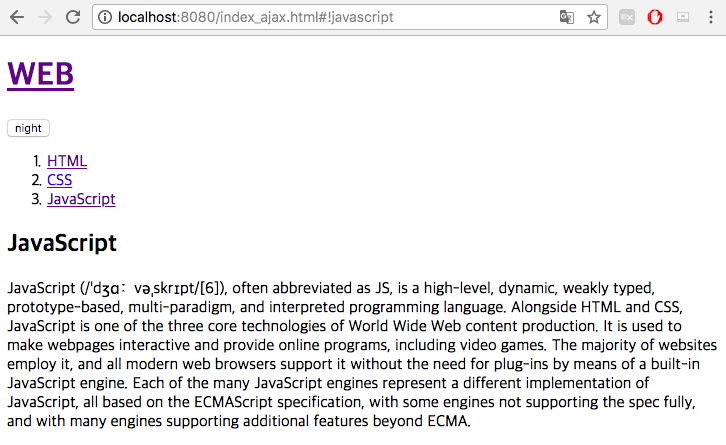 localhost:8080/index_ajax.html#!javascript
WEB
night
1. HTML
2. CSS
3. JavaScript
JavaScript
JavaScript (/ˈdʒɑː vəˌskrɪpt/[6]), often abbreviated as JS, is a high-level, dynamic, weakly typed,
prototype-based, multi-paradigm, and interpreted programming language. Alongside HTML and CSS,
JavaScript is one of the three core technologies of World Wide Web content production. It is used to
make webpages interactive and provide online programs, including video games. The majority of websites
employ it, and all modern web browsers support it without the need for plug-ins by means of a built-in
JavaScript engine. Each of the many JavaScript engines represent a different implementation of
JavaScript, all based on the ECMAScript specification, with some engines not supporting the spec fully,
and with many engines supporting additional features beyond ECMA.